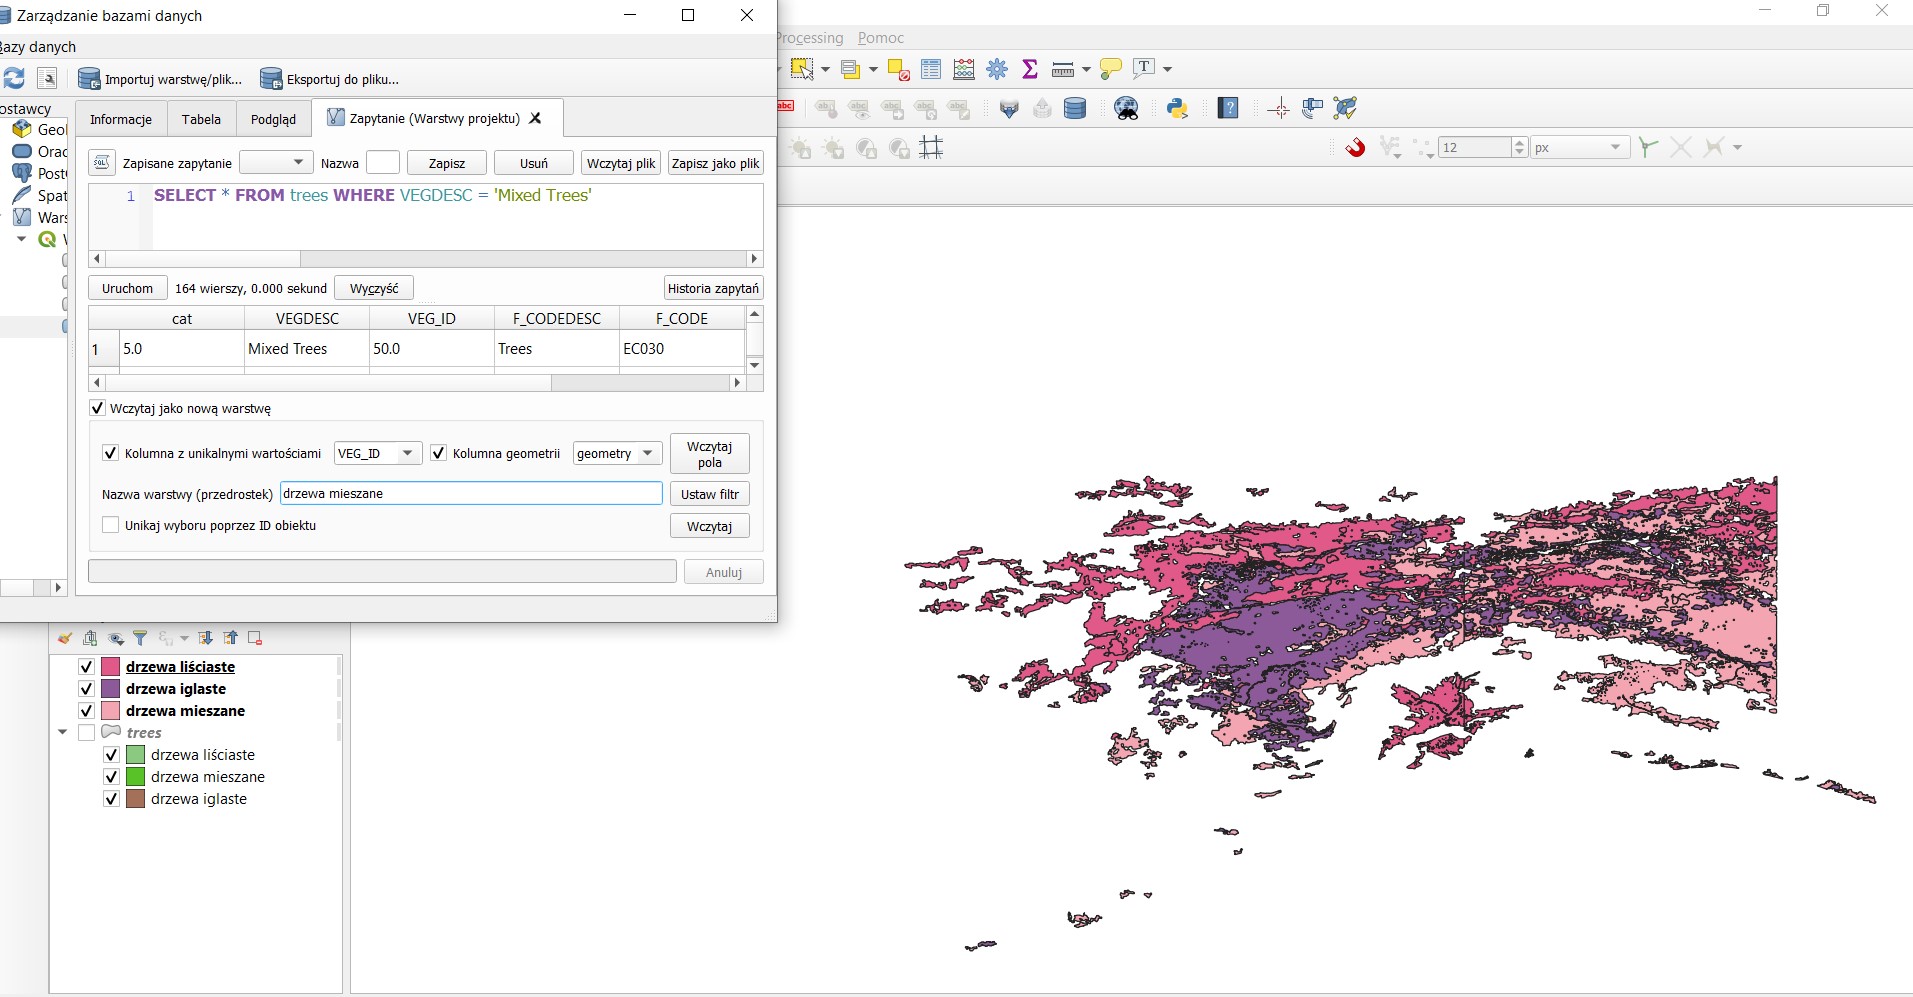 Zarządzanie bazami danych
Bazy danych
Processing Pomoc
Importuj warstwę/plik... Eksportuj do pliku...
ostawcy
Informacje Tabela Podgląd Zapytanie (Warstwy projektu)
Geol
Orac
Post
Spat
Wars
Zapisane zapytanie Nazwa Zapisz Usuń Wczytaj plik Zapisz jako plik
12 px
1 SELECT * FROM trees WHERE VEGDESC = 'Mixed Trees'
Uruchom 164 wierszy, 0.000 sekund Wyczyść Historia zapytań
cat VEGDESC VEG_ID F_CODEDESC F_CODE
1 5.0 Mixed Trees 50.0 Trees EC030
Wczytaj jako nową warstwę
Kolumna z unikalnymi wartościami VEG_ID Kolumna geometrii geometry Wczytaj pola
Nazwa warstwy (przedrostek) drzewa mieszane Ustaw filtr
Unikaj wyboru poprzez ID obiektu Wczytaj
Anuluj
drzewa liściaste
drzewa iglaste
drzewa mieszane
trees
drzewa liściaste
drzewa mieszane
drzewa iglaste